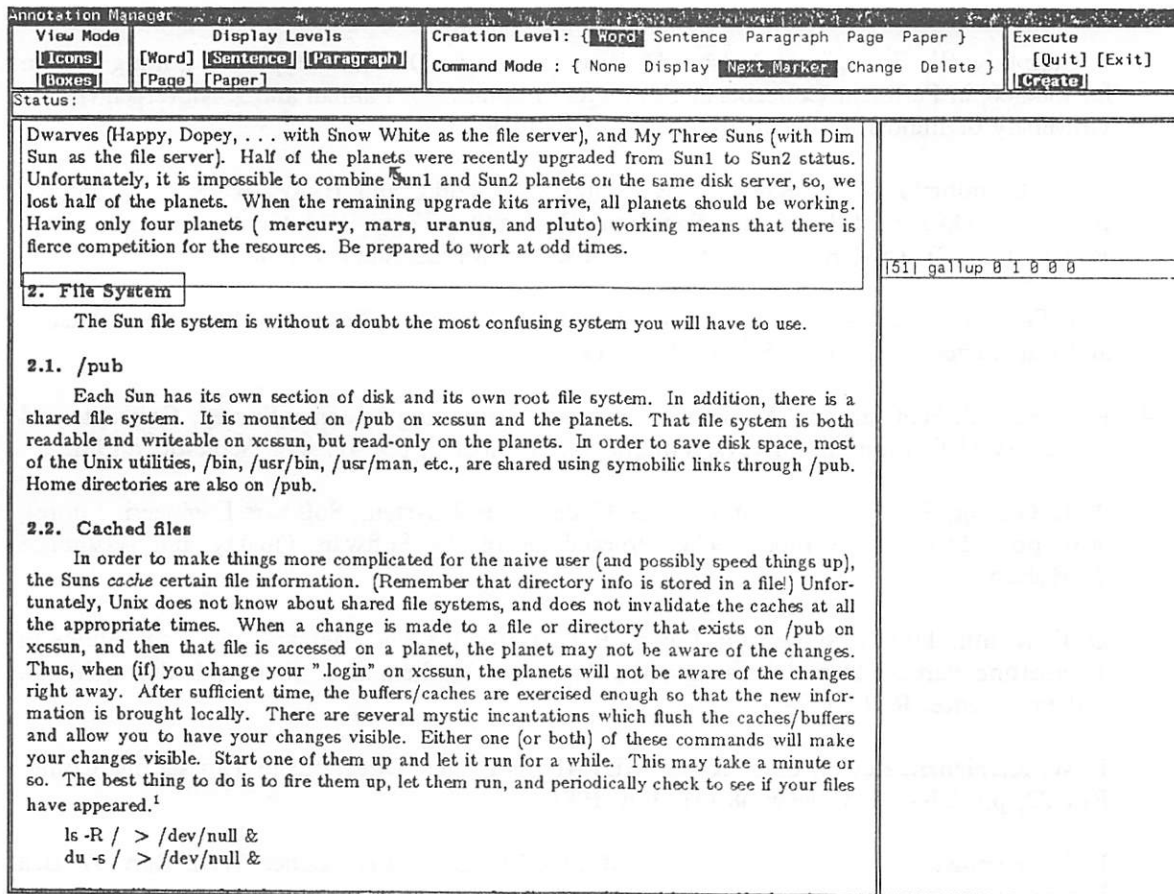 Annotation Manager
View Mode
|Icons|
|Boxes|
Display Levels
[Word] |Sentence| |Paragraph|
[Page] [Paper]
Creation Level: { Word Sentence Paragraph Page Paper }
Command Mode : { None Display Next Marker Change Delete }
Execute
[Quit] [Exit]
|Create|
Status:
Dwarves (Happy, Dopey, . . . with Snow White as the file server), and My Three Suns (with Dim
Sun as the file server). Half of the planets were recently upgraded from Sun1 to Sun2 status.
Unfortunately, it is impossible to combine Sun1 and Sun2 planets on the same disk server, so, we
lost half of the planets. When the remaining upgrade kits arrive, all planets should be working.
Having only four planets ( mercury, mars, uranus, and pluto) working means that there is
fierce competition for the resources. Be prepared to work at odd times.
|51| gallup 0 1 0 0 0
2. File System
The Sun file system is without a doubt the most confusing system you will have to use.
2.1. /pub
Each Sun has its own section of disk and its own root file system. In addition, there is a
shared file system. It is mounted on /pub on xcssun and the planets. That file system is both
readable and writeable on xcssun, but read-only on the planets. In order to save disk space, most
of the Unix utilities, /bin, /usr/bin, /usr/man, etc., are shared using symobilic links through /pub.
Home directories are also on /pub.
2.2. Cached files
In order to make things more complicated for the naive user (and possibly speed things up),
the Suns cache certain file information. (Remember that directory info is stored in a file!) Unfor-
tunately, Unix does not know about shared file systems, and does not invalidate the caches at all
the appropriate times. When a change is made to a file or directory that exists on /pub on
xcssun, and then that file is accessed on a planet, the planet may not be aware of the changes.
Thus, when (if) you change your ".login" on xcssun, the planets will not be aware of the changes
right away. After sufficient time, the buffers/caches are exercised enough so that the new infor-
mation is brought locally. There are several mystic incantations which flush the caches/buffers
and allow you to have your changes visible. Either one (or both) of these commands will make
your changes visible. Start one of them up and let it run for a while. This may take a minute or
so. The best thing to do is to fire them up, let them run, and periodically check to see if your files
have appeared.1
ls -R / > /dev/null &
du -s / > /dev/null &